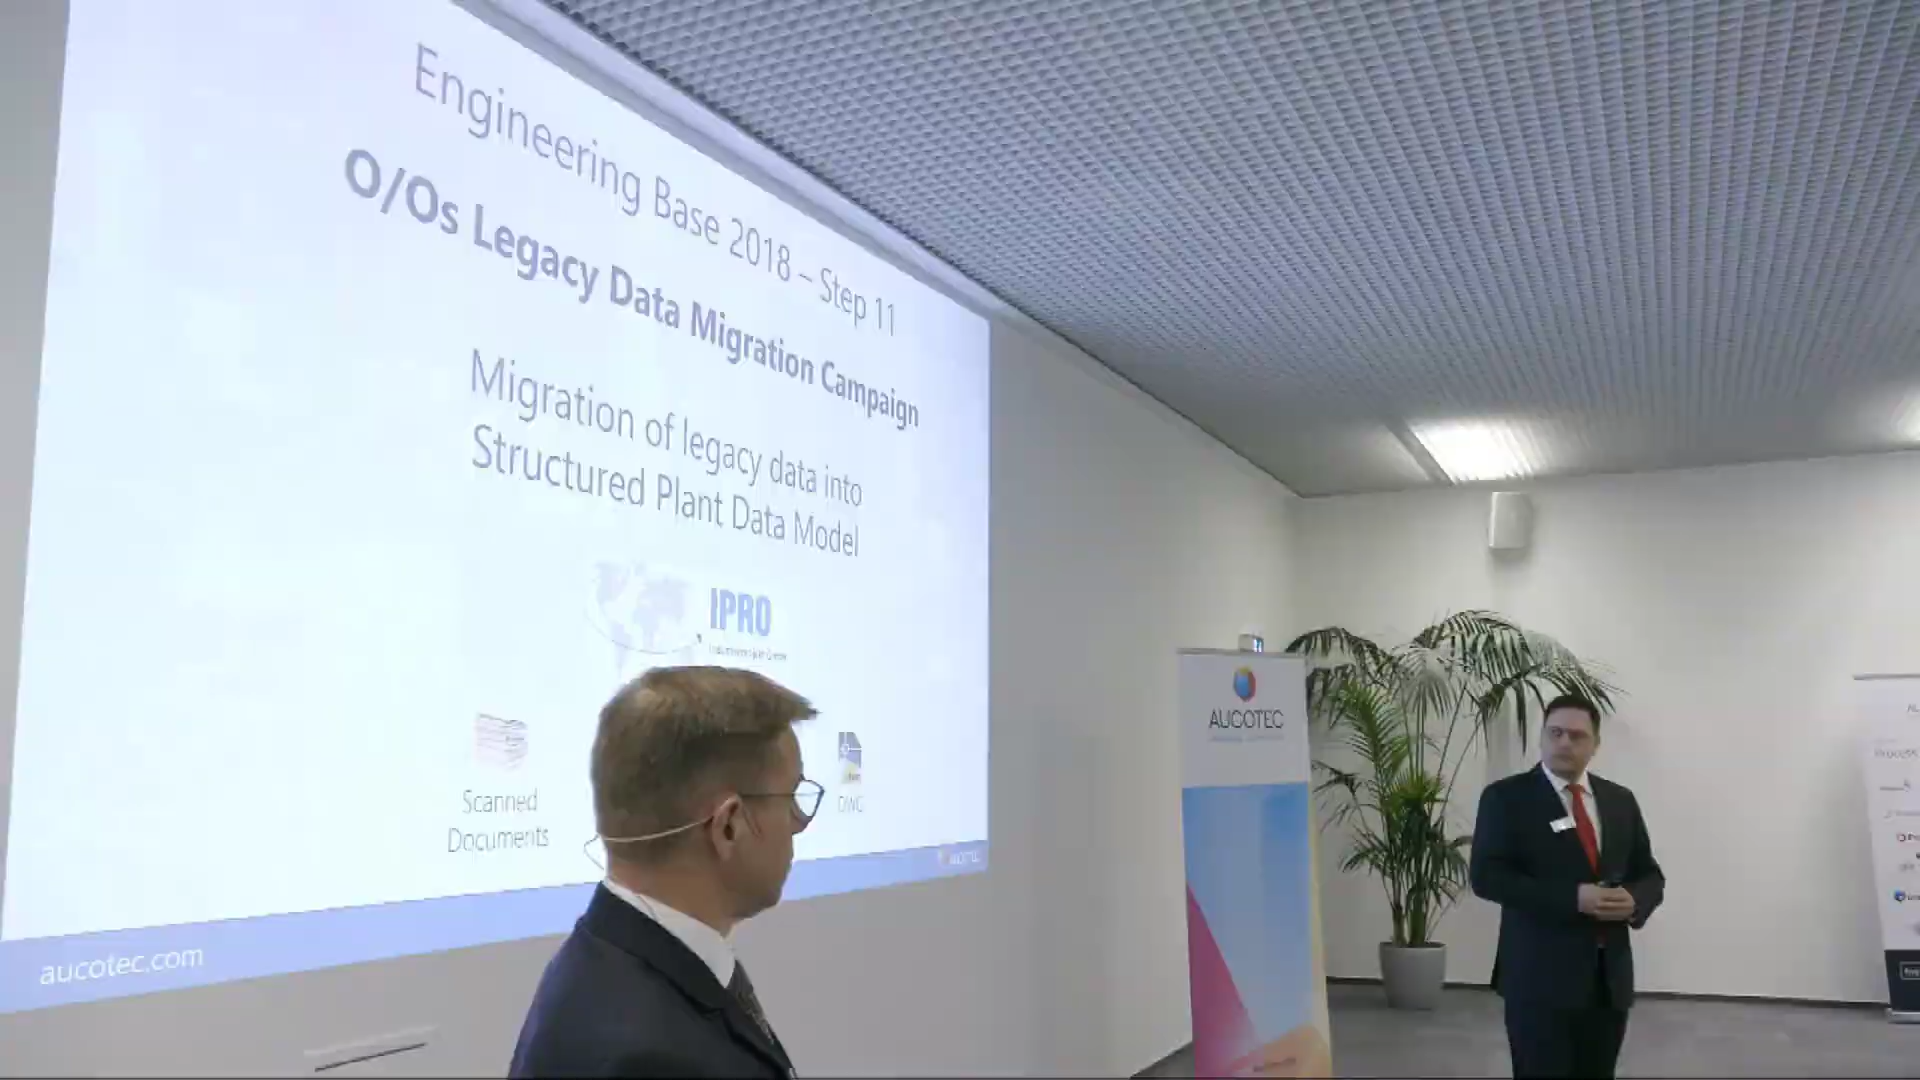 Engineering Base 2018 – Step 11
O/Os Legacy Data Migration Campaign
Migration of legacy data into
Structured Plant Data Model
IPRO
Scanned
Documents
DWG
aucotec.com
AUCOTEC